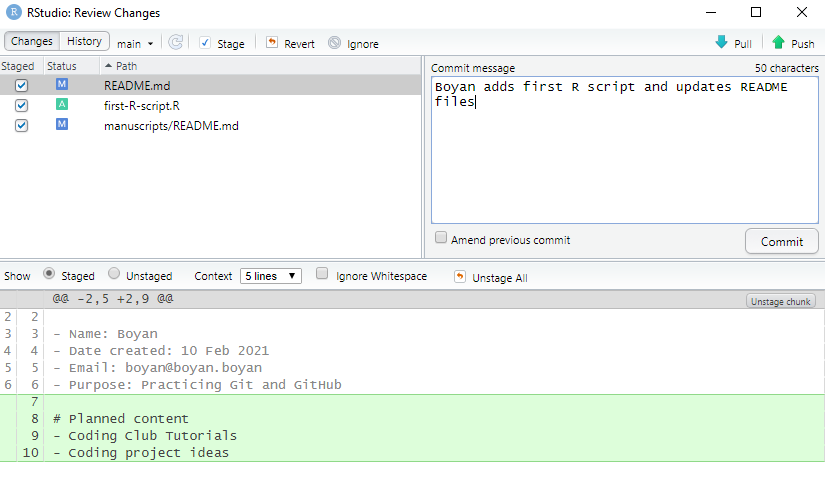 RStudio: Review Changes
Changes History main Stage Revert Ignore Pull Push
Staged Status Path
M README.md
A first-R-script.R
M manuscripts/README.md
Commit message 50 characters
Boyan adds first R script and updates README
files
Amend previous commit Commit
Show Staged Unstaged Context 5 lines Ignore Whitespace Unstage All
@@ -2,5 +2,9 @@ Unstage chunk
2 2
3 3 - Name: Boyan
4 4 - Date created: 10 Feb 2021
5 5 - Email: boyan@boyan.boyan
6 6 - Purpose: Practicing Git and GitHub
7
8 # Planned content
9 - Coding Club Tutorials
10 - Coding project ideas